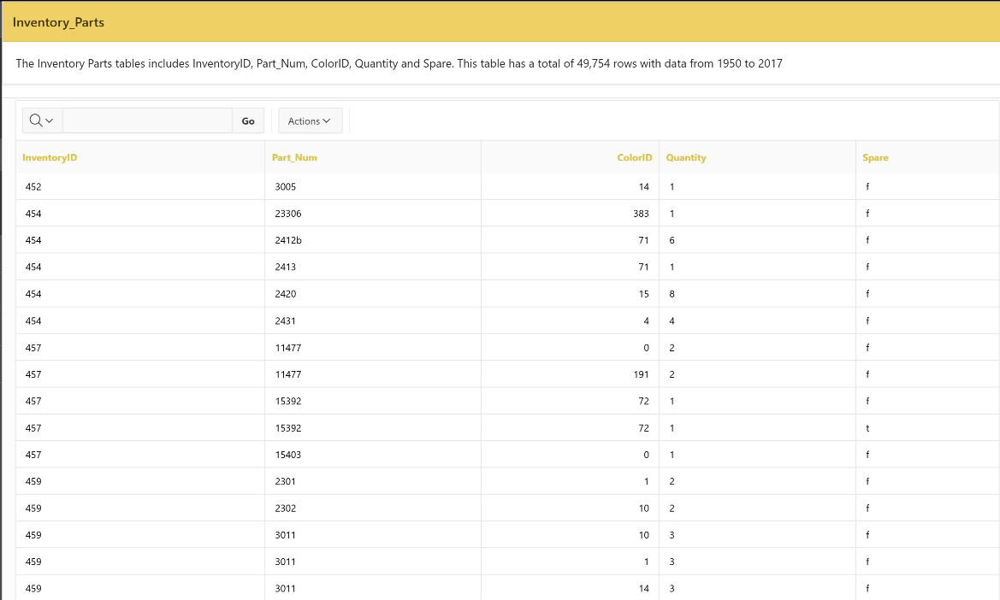 Inventory_Parts
The Inventory Parts tables includes InventoryID, Part_Num, ColorID, Quantity and Spare. This table has a total of 49,754 rows with data from 1950 to 2017
Go Actions
InventoryID Part_Num ColorID Quantity Spare
452 3005 14 1 f
454 23306 383 1 f
454 2412b 71 6 f
454 2413 71 1 f
454 2420 15 8 f
454 2431 4 4 f
457 11477 0 2 f
457 11477 191 2 f
457 15392 72 1 f
457 15392 72 1 t
457 15403 0 1 f
459 2301 1 2 f
459 2302 10 2 f
459 3011 10 3 f
459 3011 1 3 f
459 3011 14 3 f